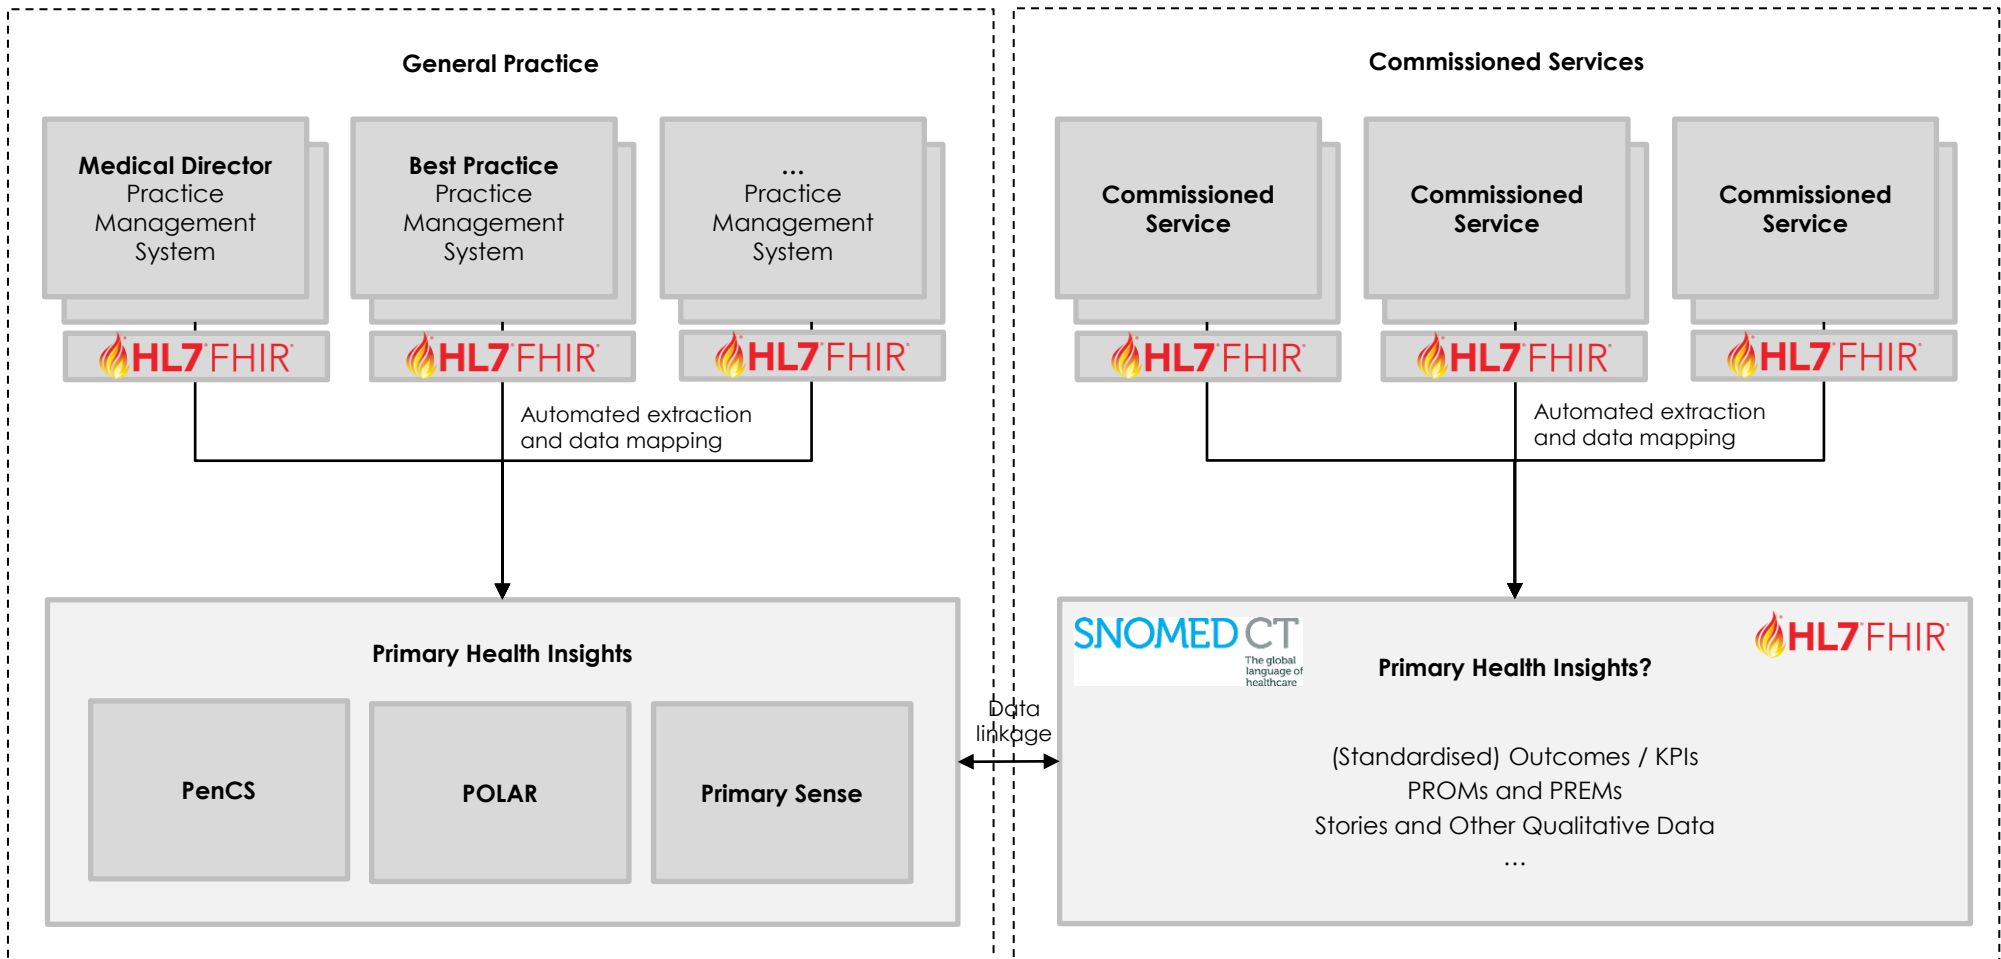 General Practice
Medical Director
Practice
Management
System
Best Practice
Practice
Management
System
...
Practice
Management
System
HL7 FHIR
HL7 FHIR
HL7 FHIR
Automated extraction
and data mapping
Primary Health Insights
PenCS
POLAR
Primary Sense
Data
linkage
Commissioned Services
Commissioned
Service
Commissioned
Service
Commissioned
Service
HL7 FHIR
HL7 FHIR
HL7 FHIR
Automated extraction
and data mapping
SNOMED CT
The global
language of
healthcare
HL7 FHIR
Primary Health Insights?
(Standardised) Outcomes / KPIs
PROMs and PREMs
Stories and Other Qualitative Data
...